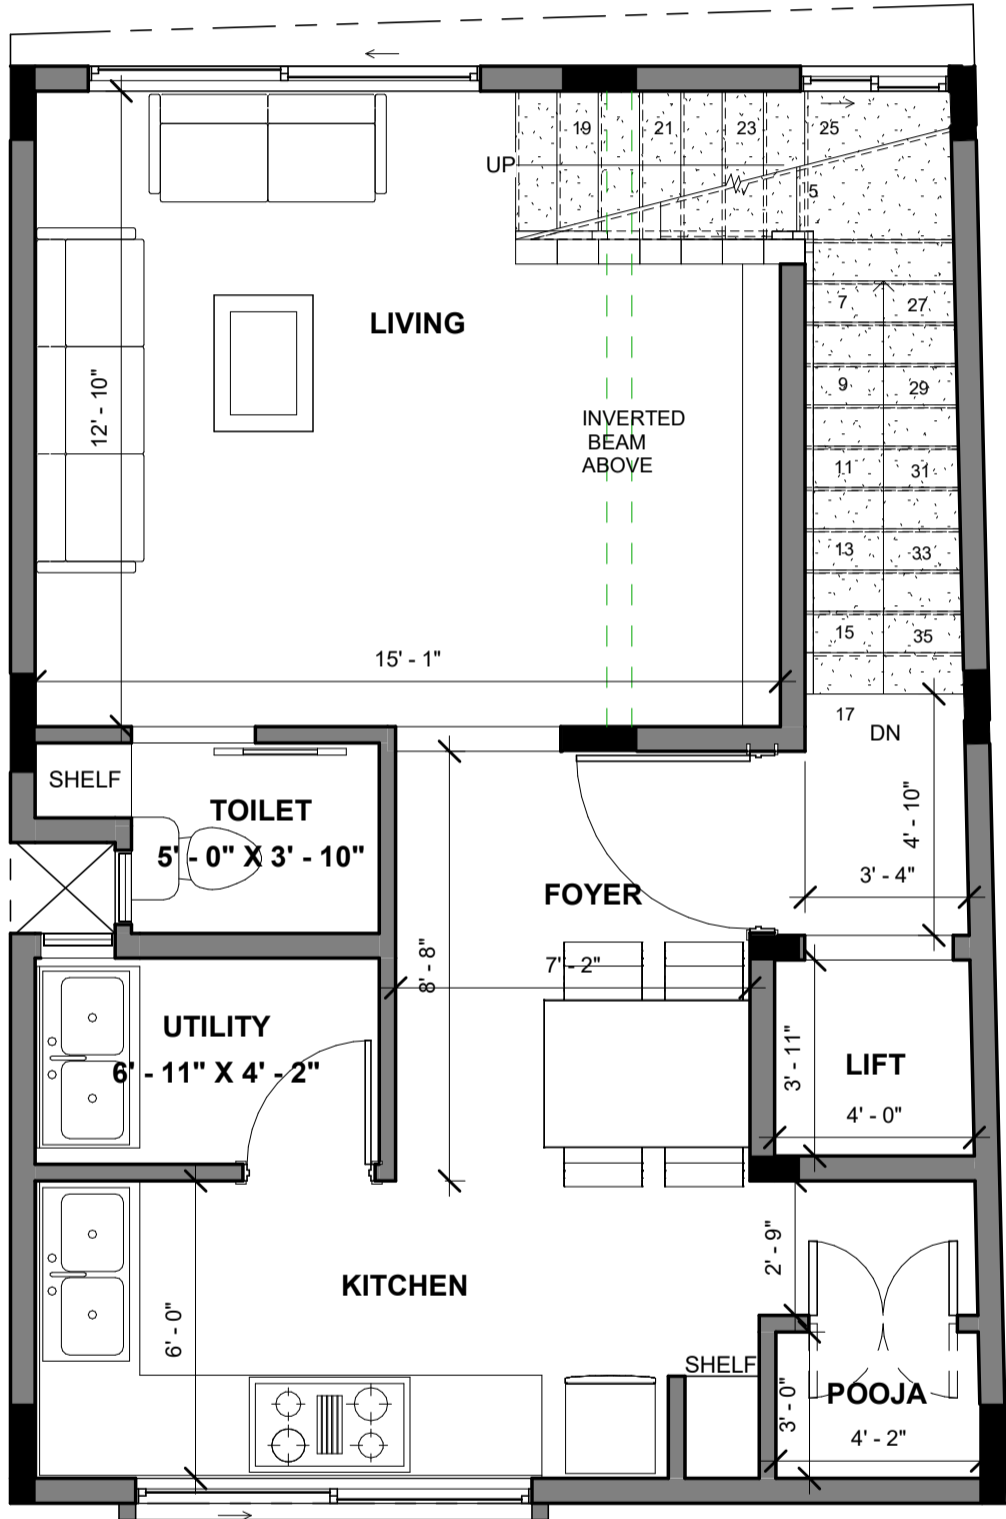 19
21
23
25
UP
5
7
27
LIVING
9
29
12' - 10"
INVERTED
BEAM
ABOVE
11
31
13
33
15
35
15' - 1"
17
DN
SHELF
TOILET
5' - 0" X 3' - 10"
4' - 10"
3' - 4"
FOYER
8' - 8"
7' - 2"
UTILITY
6' - 11" X 4' - 2"
3' - 11"
LIFT
4' - 0"
2' - 9"
KITCHEN
6' - 0"
SHELF
POOJA
3' - 0"
4' - 2"